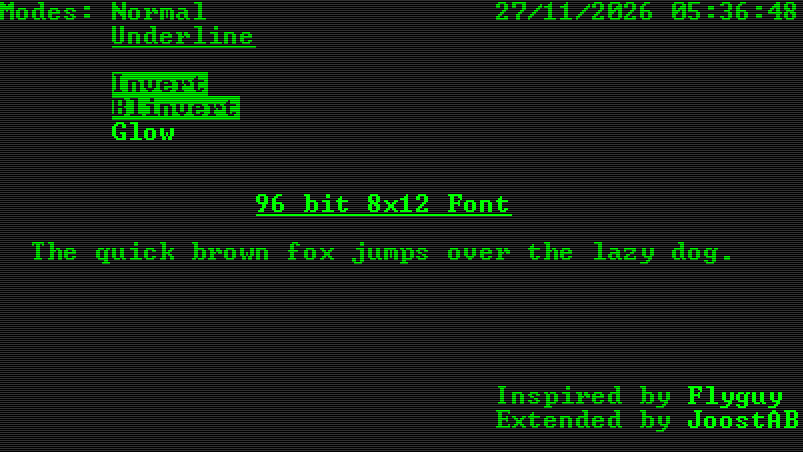 Modes: Normal 27/11/2026 05:36:48
Underline
Invert
Blinvert
Glow
96 bit 8x12 Font
The quick brown fox jumps over the lazy dog.
Inspired by Flyguy
Extended by JoostAB